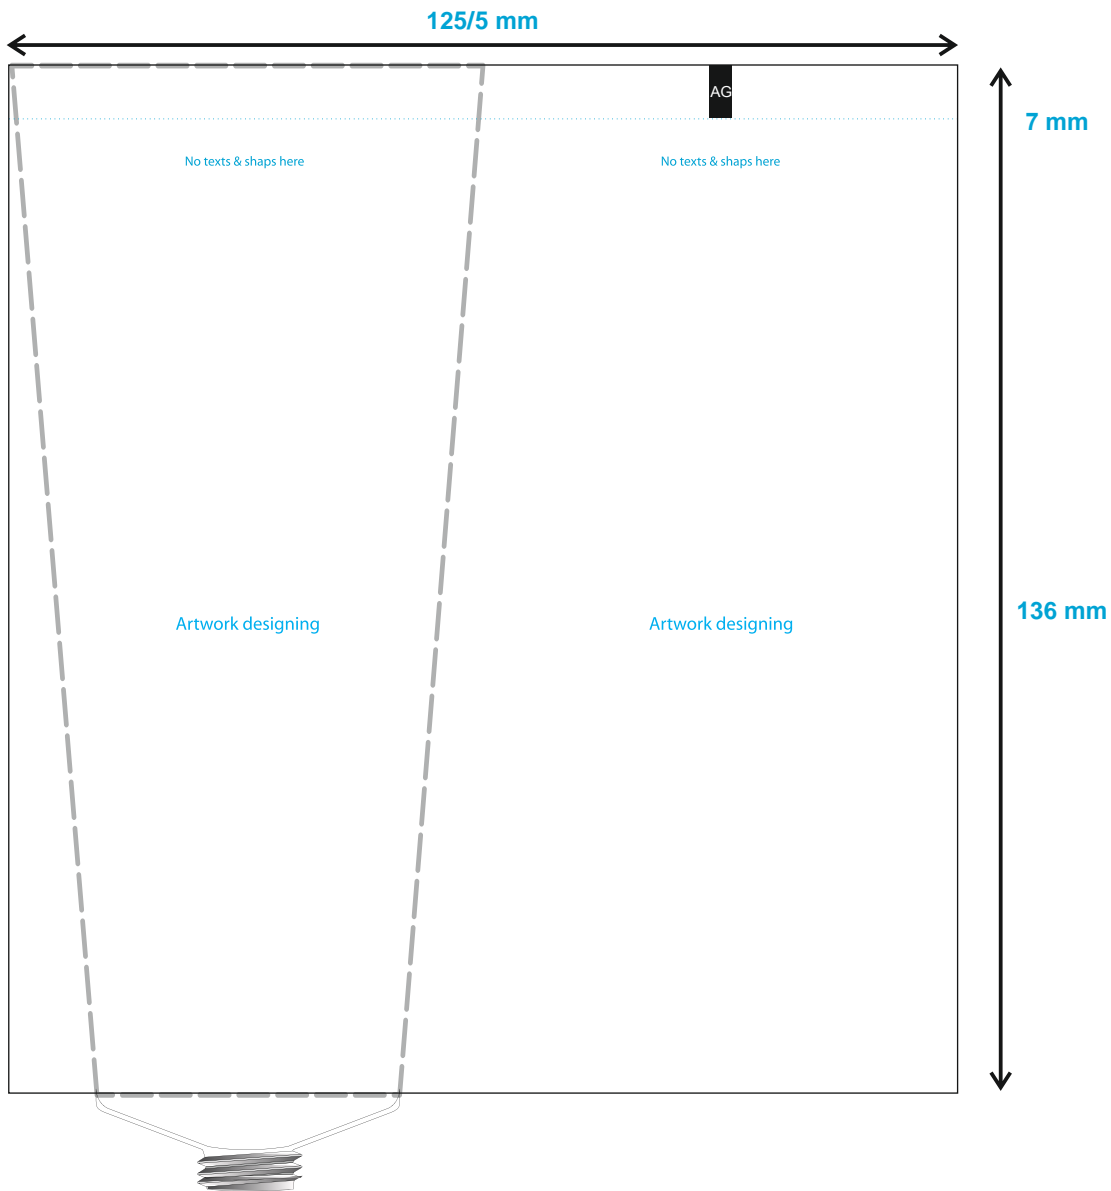 125/5 mm
AG
7 mm
No texts & shaps here
No texts & shaps here
136 mm
Artwork designing
Artwork designing